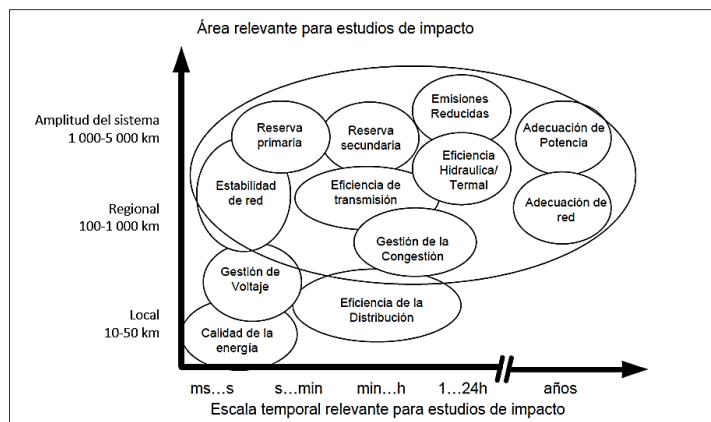 Área relevante para estudios de impacto
Amplitud del sistema
1 000-5 000 km
Regional
100-1 000 km
Local
10-50 km
Emisiones
Reducidas
Reserva
primaria
Reserva
secundaria
Adecuación de
Potencia
Eficiencia
Hidraulica/
Termal
Estabilidad
de red
Eficiencia de
transmisión
Adecuación de
red
Gestión de la
Congestión
Gestión de
Voltaje
Eficiencia de la
Distribución
Calidad de la
energía
ms...s s...min min...h 1...24h años
Escala temporal relevante para estudios de impacto